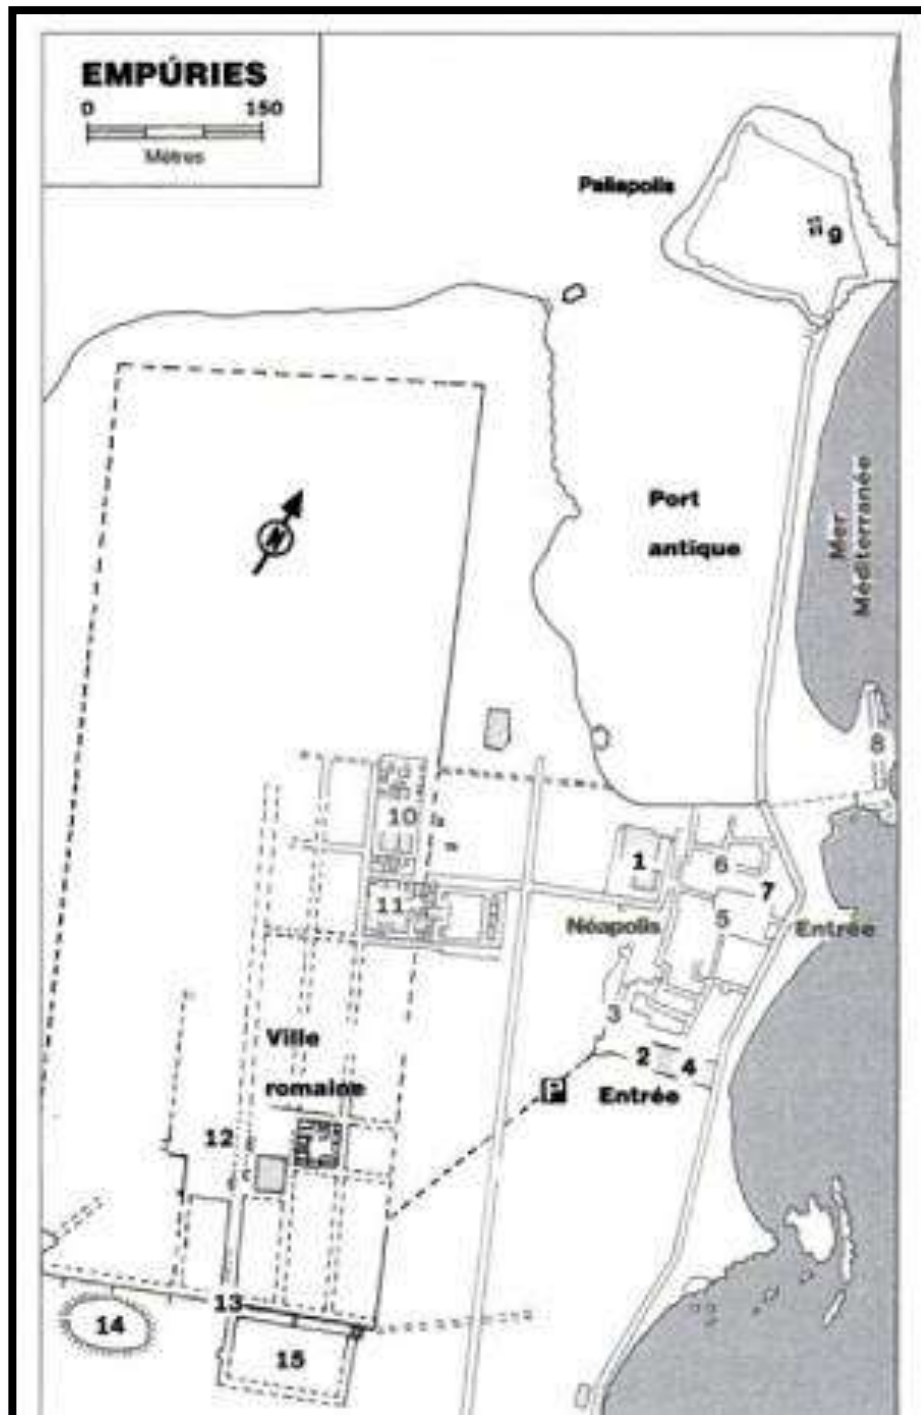 EMPÚRIES
0 150
Mètres
Paliapolis
g
N
Port
antique
Mer
Méditerranée
8
10
1
6
7
11
5
Néapolis
Entrée
3
Ville
2
4
romaine
P
Entrée
12
13
14
15